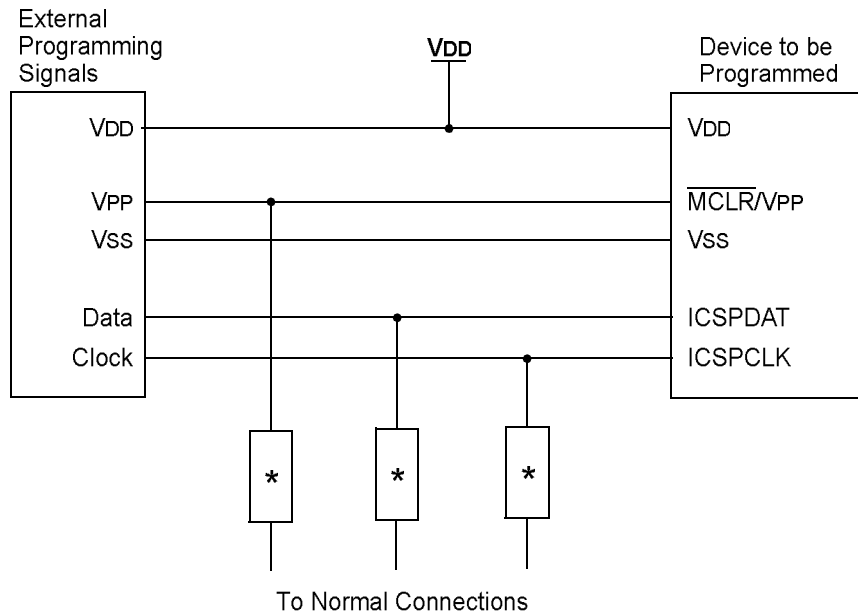 External
Programming
Signals
VDD
Device to be
Programmed
VDD
VDD
VPP
MCLR/VPP
VSS
VSS
Data
ICSPDAT
Clock
ICSPCLK
*
*
*
To Normal Connections